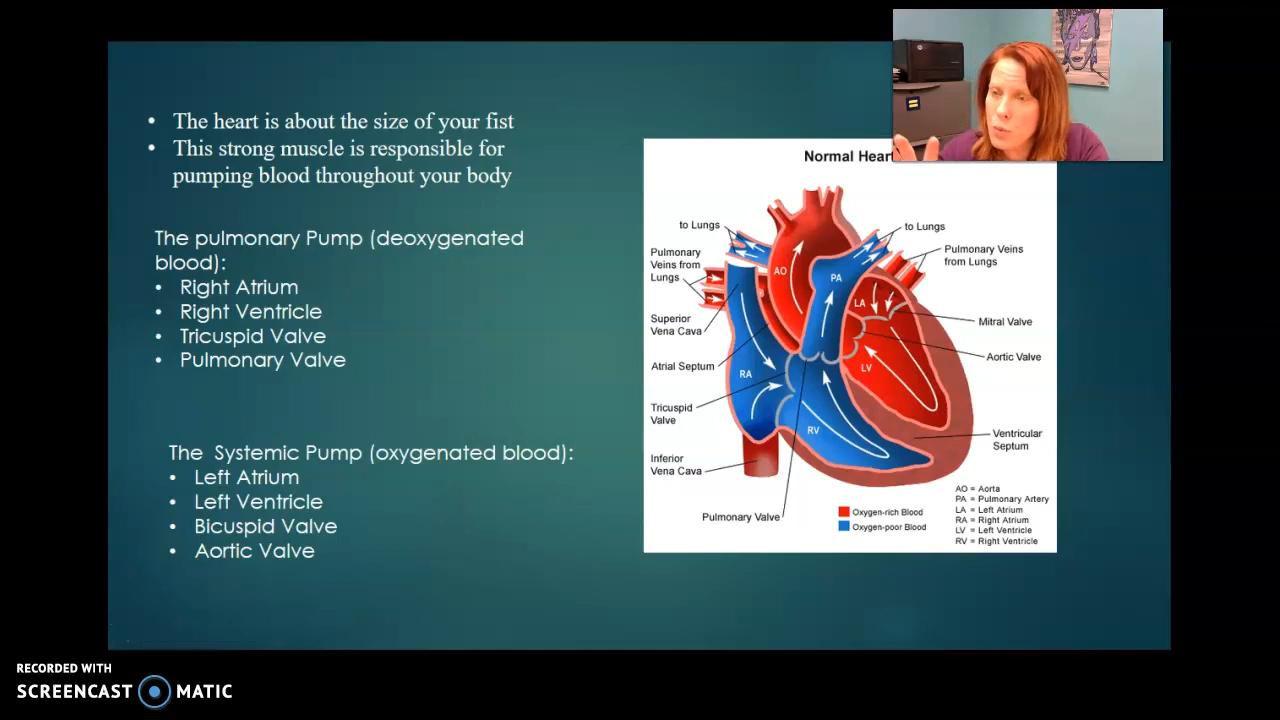 • The heart is about the size of your fist
• This strong muscle is responsible for
pumping blood throughout your body
The pulmonary Pump (deoxygenated
blood):
• Right Atrium
• Right Ventricle
• Tricuspid Valve
• Pulmonary Valve
The Systemic Pump (oxygenated blood):
• Left Atrium
• Left Ventricle
• Bicuspid Valve
• Aortic Valve
Normal Heart
to Lungs
Pulmonary
Veins from
Lungs
Superior
Vena Cava
Atrial Septum
Tricuspid
Valve
Inferior
Vena Cava
Pulmonary Valve
to Lungs
Pulmonary Veins
from Lungs
Mitral Valve
Aortic Valve
Ventricular
Septum
AO
PA
LA
RA
LV
RV
Oxygen-rich Blood
Oxygen-poor Blood
AO = Aorta
PA = Pulmonary Artery
LA = Left Atrium
RA = Right Atrium
LV = Left Ventricle
RV = Right Ventricle
RECORDED WITH
SCREENCAST MATIC